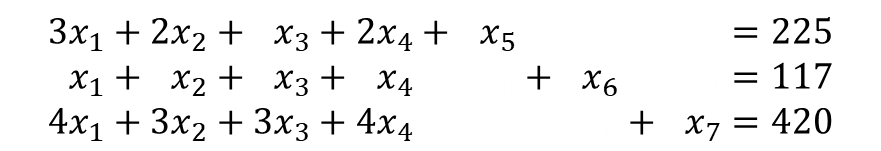 3x₁ + 2x₂ + x₃ + 2x₄ + x₅ = 225
x₁ + x₂ + x₃ + x₄ + x₆ = 117
4x₁ + 3x₂ + 3x₃ + 4x₄ + x₇ = 420